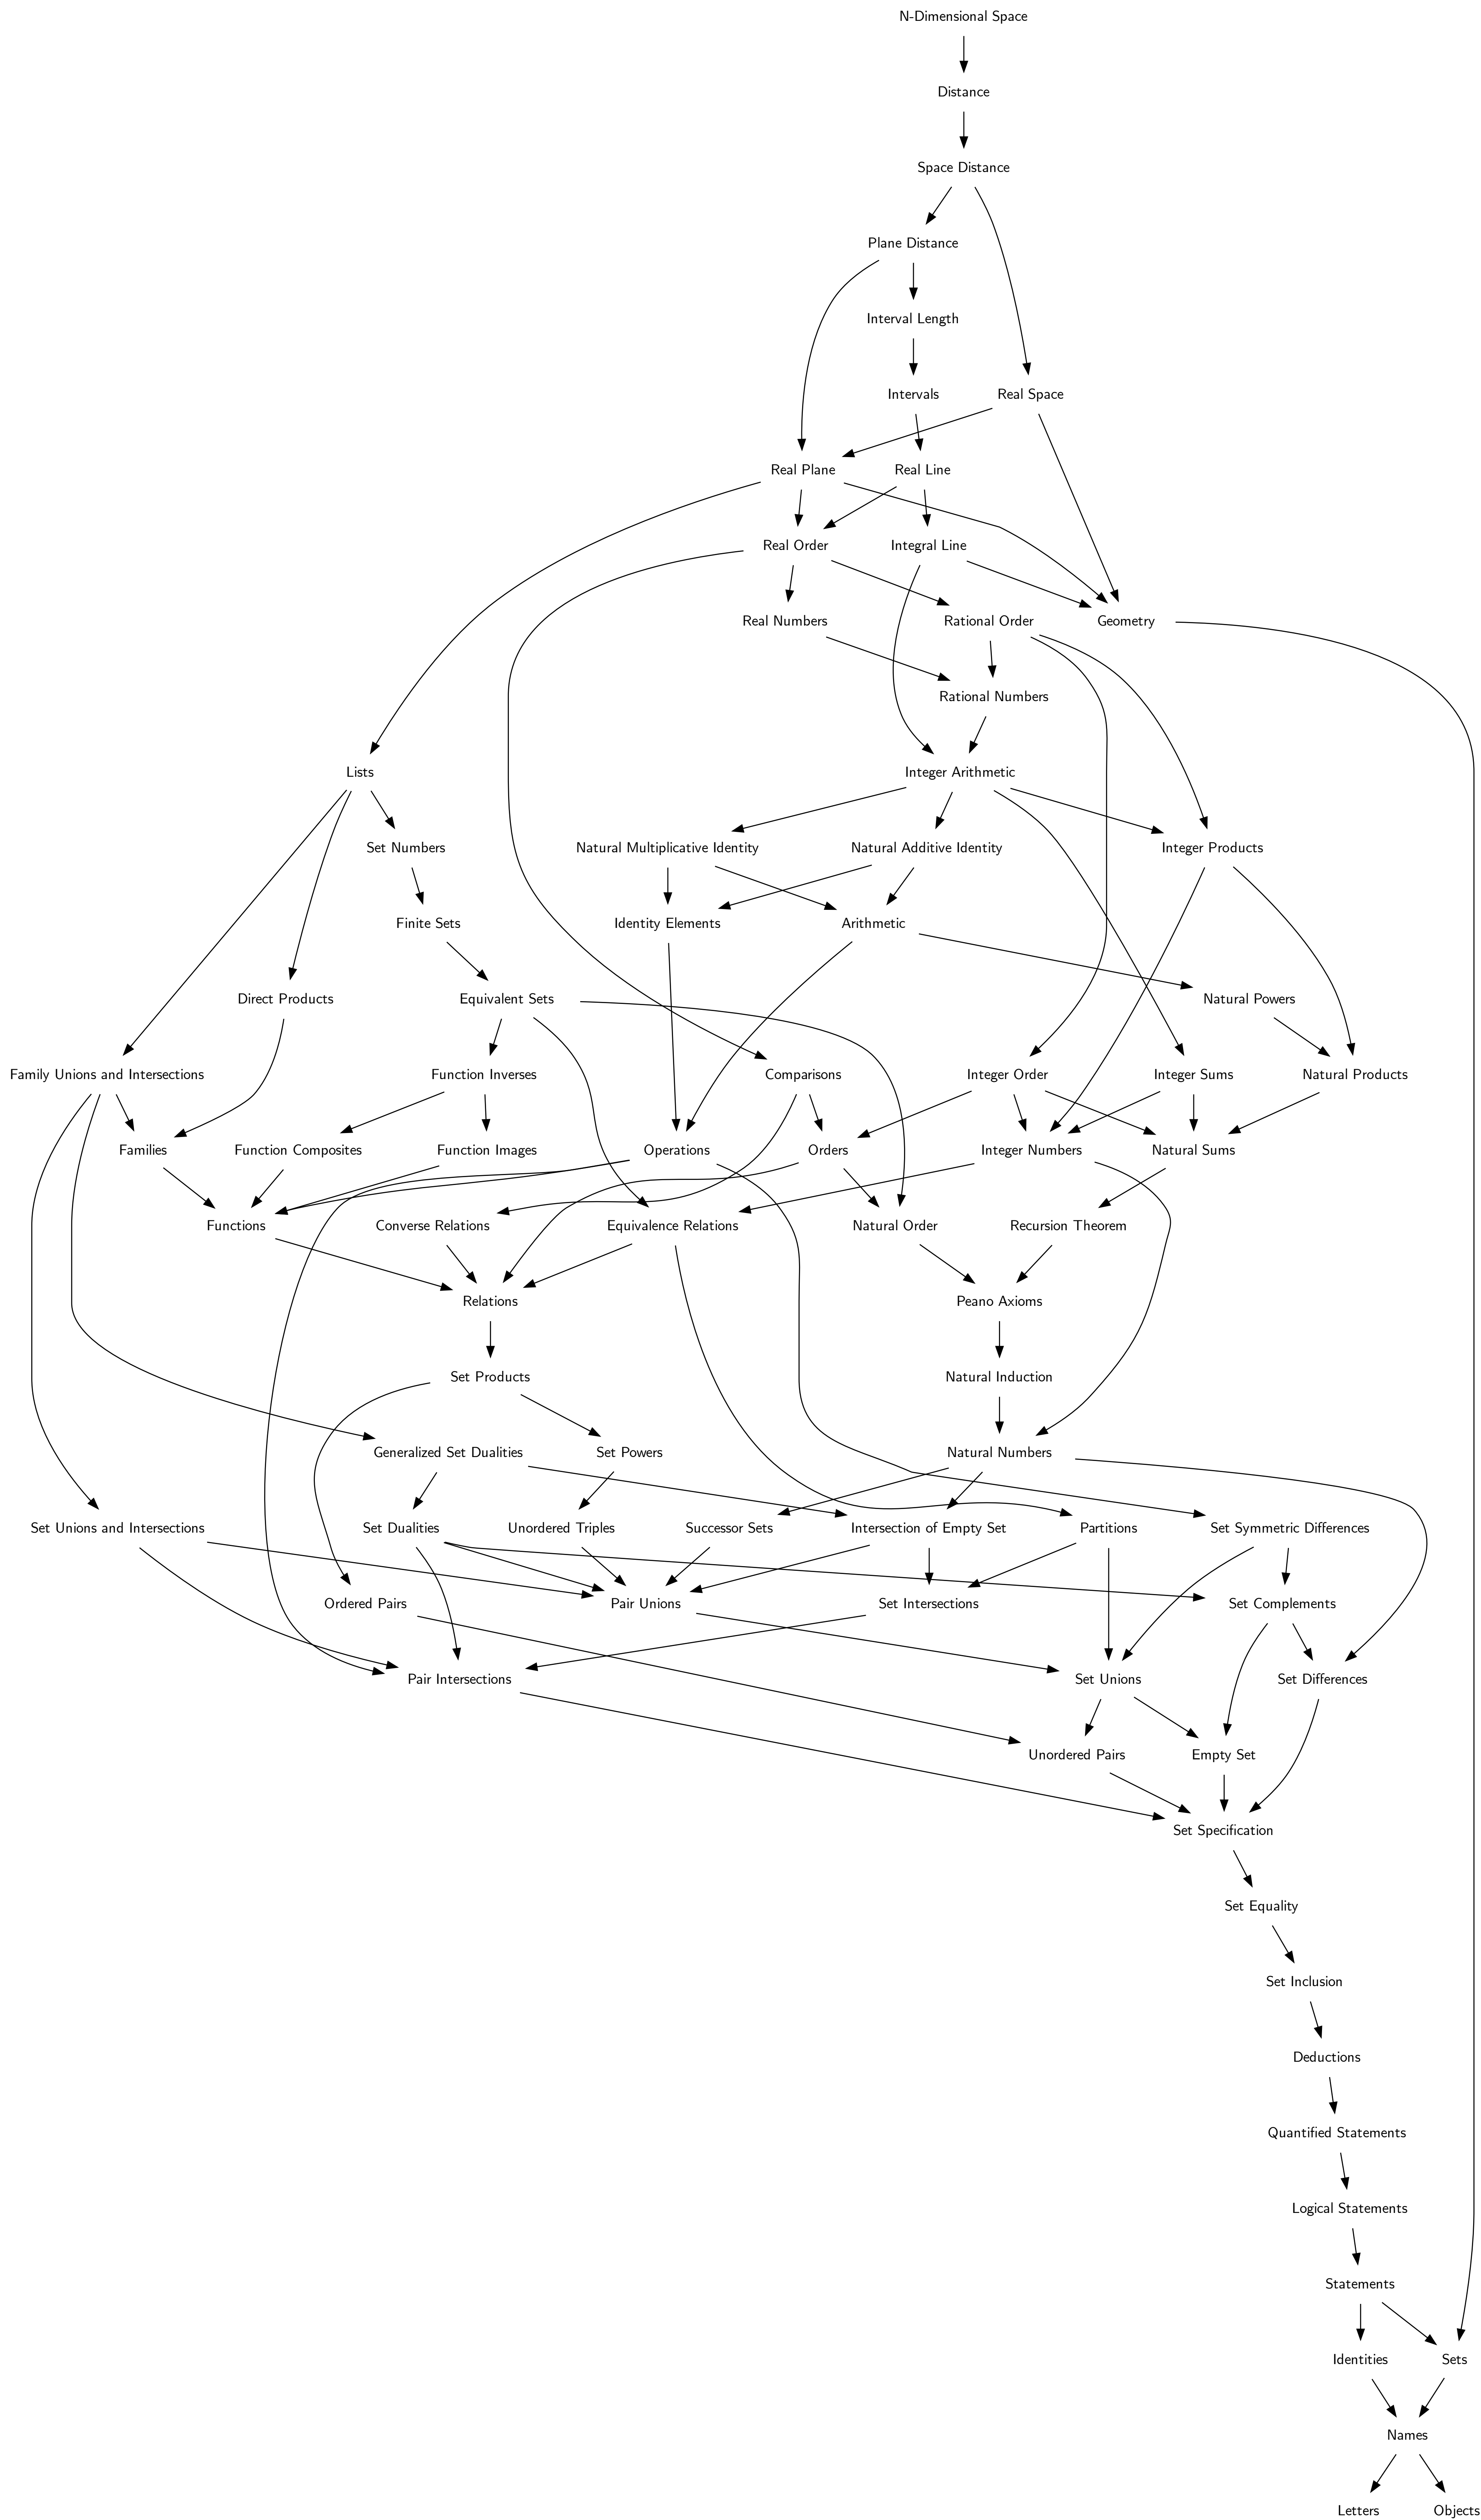 N-Dimensional Space
Distance
Space Distance
Plane Distance
Interval Length
Intervals
Real Space
Real Plane
Real Line
Real Order
Integral Line
Real Numbers
Rational Order
Geometry
Rational Numbers
Lists
Integer Arithmetic
Set Numbers
Natural Multiplicative Identity
Natural Additive Identity
Integer Products
Finite Sets
Identity Elements
Arithmetic
Direct Products
Equivalent Sets
Natural Powers
Family Unions and Intersections
Function Inverses
Comparisons
Integer Order
Integer Sums
Natural Products
Families
Function Composites
Function Images
Operations
Orders
Integer Numbers
Natural Sums
Functions
Converse Relations
Equivalence Relations
Natural Order
Recursion Theorem
Relations
Peano Axioms
Set Products
Natural Induction
Generalized Set Dualities
Set Powers
Natural Numbers
Set Unions and Intersections
Set Dualities
Unordered Triples
Successor Sets
Intersection of Empty Set
Partitions
Set Symmetric Differences
Ordered Pairs
Pair Unions
Set Intersections
Set Complements
Pair Intersections
Set Unions
Set Differences
Unordered Pairs
Empty Set
Set Specification
Set Equality
Set Inclusion
Deductions
Quantified Statements
Logical Statements
Statements
Identities
Sets
Names
Letters
Objects